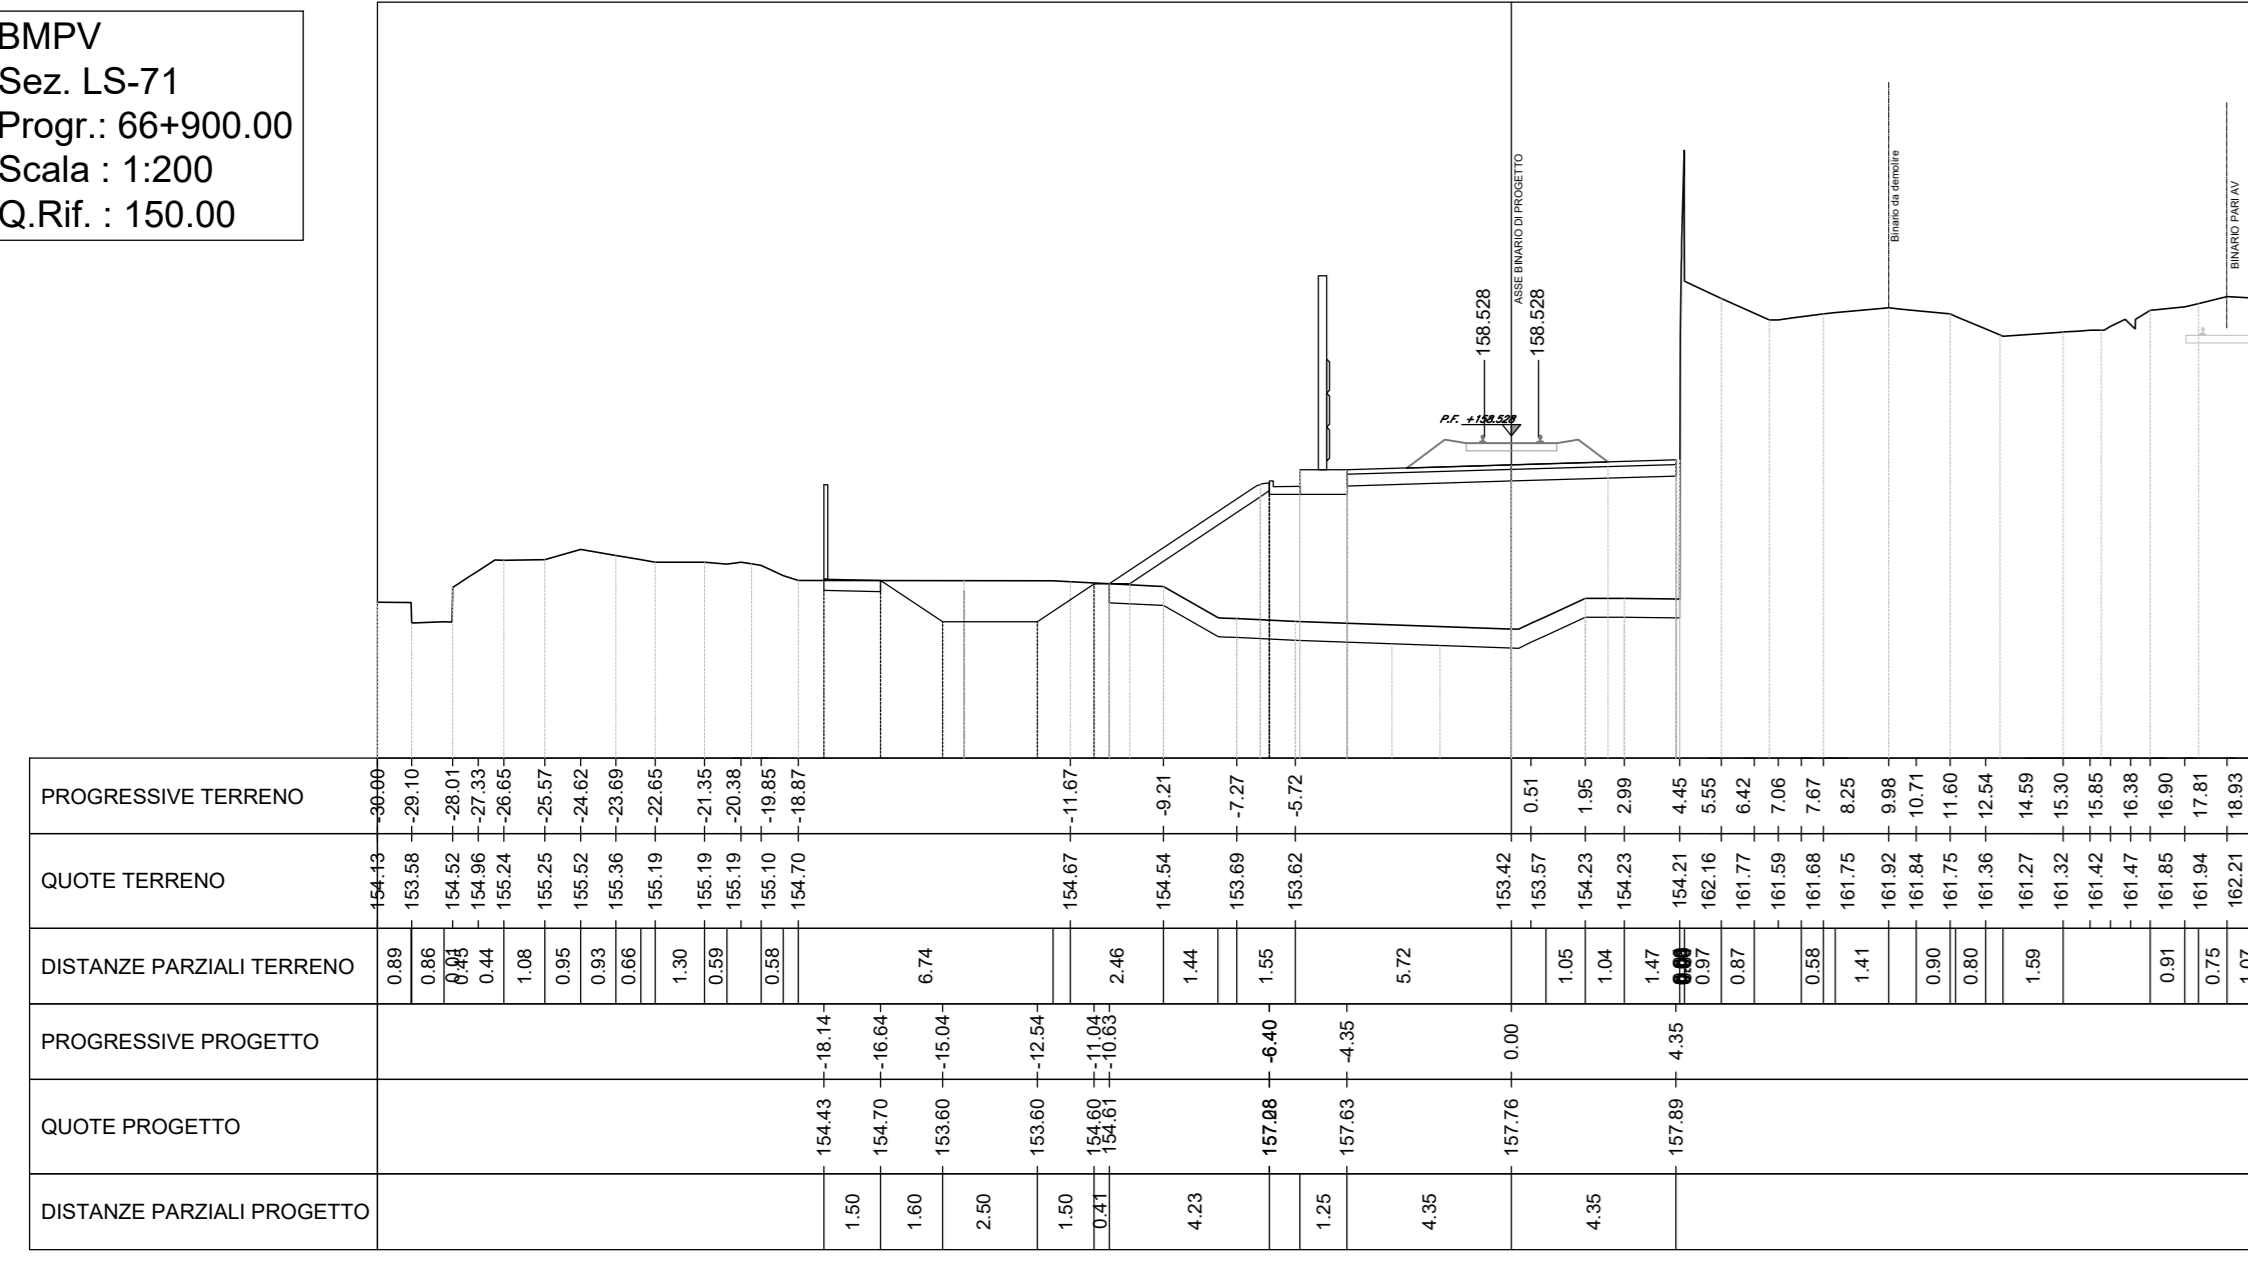 BMPV
Sez. LS-71
Progr.: 66+900.00
Scala : 1:200
Q.Rif. : 150.00
ASSE BINARIO DI PROGETTO
Binario da demolire
BINARIO PARI AV
158.528
158.528
P.F. +158.528
PROGRESSIVE TERRENO -30.00 -29.10 -28.01 -27.33 -26.65 -25.57 -24.62 -23.69 -22.65 -21.35 -20.38 -19.85 -18.87 -11.67 -9.21 -7.27 -5.72 0.51 1.95 2.99 4.45 5.55 6.42 7.06 7.67 8.25 9.98 10.71 11.60 12.54 14.59 15.30 15.85 16.38 16.90 17.81 18.93
QUOTE TERRENO 154.13 153.58 154.52 154.96 155.24 155.25 155.52 155.36 155.19 155.19 155.19 155.10 154.70 154.67 154.54 153.69 153.62 153.42 153.57 154.23 154.23 154.21 162.16 161.77 161.59 161.68 161.75 161.92 161.84 161.75 161.36 161.27 161.32 161.42 161.47 161.85 161.94 162.21
DISTANZE PARZIALI TERRENO 0.89 0.86 0.01 0.45 0.44 1.08 0.95 0.93 0.66 1.30 0.59 0.58 6.74 2.46 1.44 1.55 5.72 1.05 1.04 1.47 0.97 0.87 0.58 1.41 0.90 0.80 1.59 0.91 0.75 1.07
PROGRESSIVE PROGETTO -18.14 -16.64 -15.04 -12.54 -11.04 -10.63 -6.40 -4.35 0.00 4.35
QUOTE PROGETTO 154.43 154.70 153.60 153.60 154.60 154.61 157.63 157.76 157.89
DISTANZE PARZIALI PROGETTO 1.50 1.60 2.50 1.50 0.41 4.23 1.25 4.35 4.35